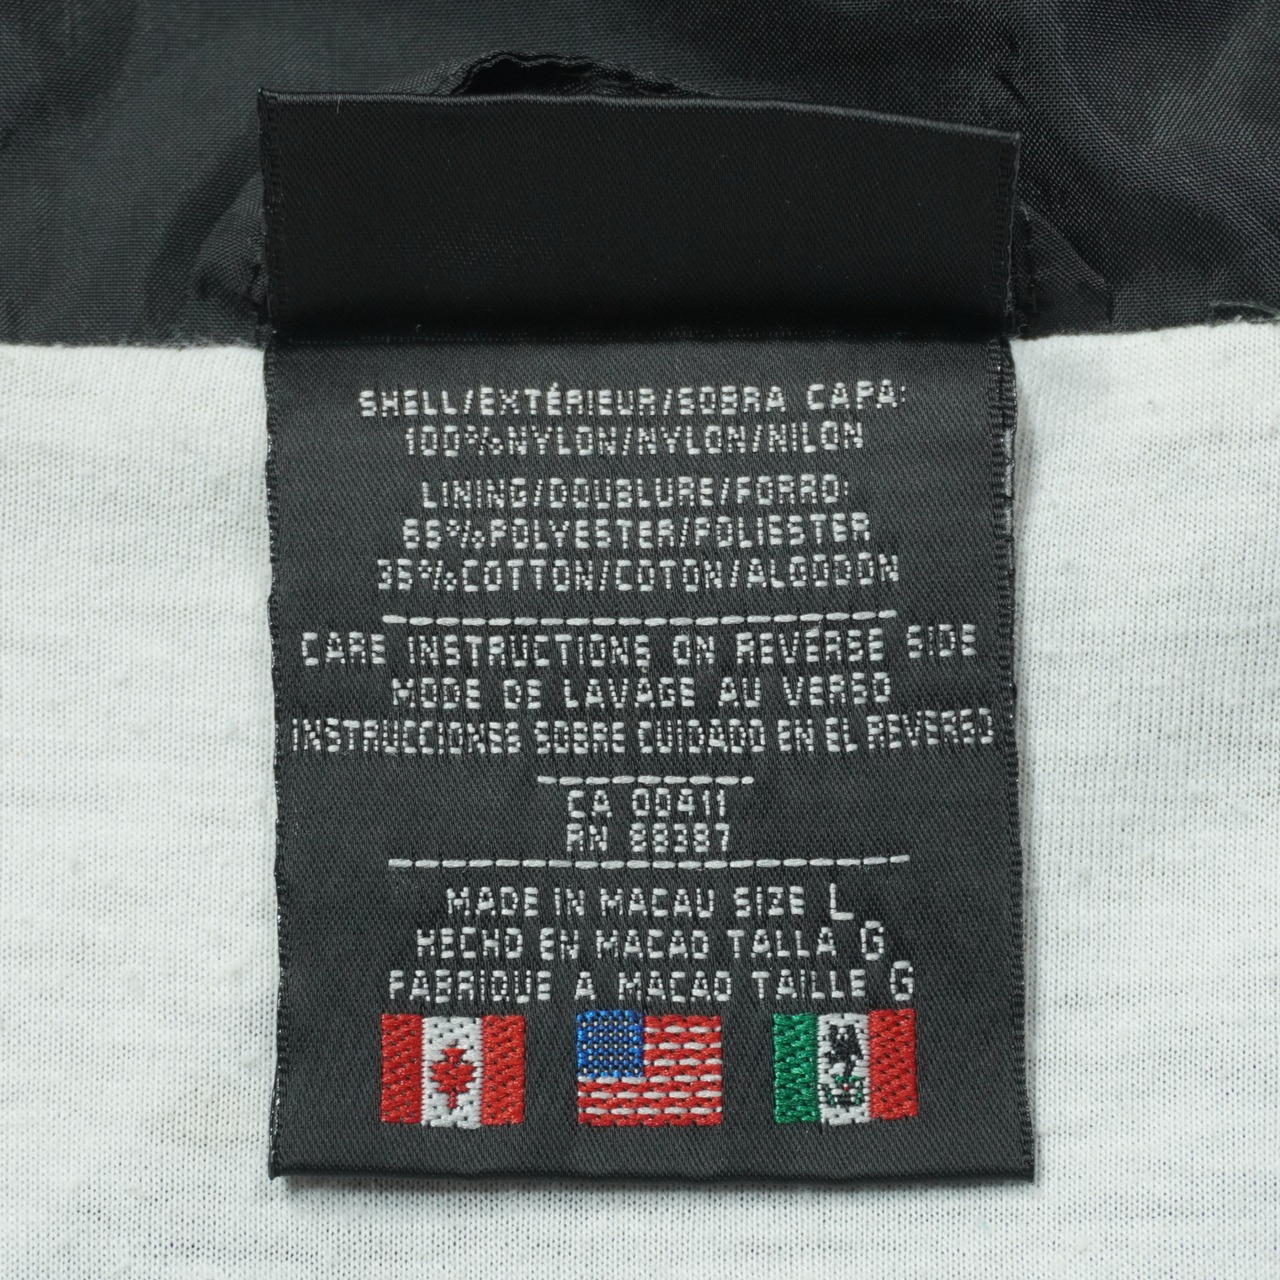 SHELL/EXTÉRIEUR/SOBRA CAPA:
100%NYLON/NYLON/NILON
LINING/DOUBLURE/FORRO:
65%POLYESTER/POLIESTER
35%COTTON/COTON/ALGODON
CARE INSTRUCTIONS ON REVERSE SIDE
MODE DE LAVAGE AU VERSO
INSTRUCCIONES SOBRE CUIDADO EN EL REVERSO
CA 00411
RN 88387
MADE IN MACAU SIZE L
HECHO EN MACAO TALLA G
FABRIQUE A MACAO TAILLE G